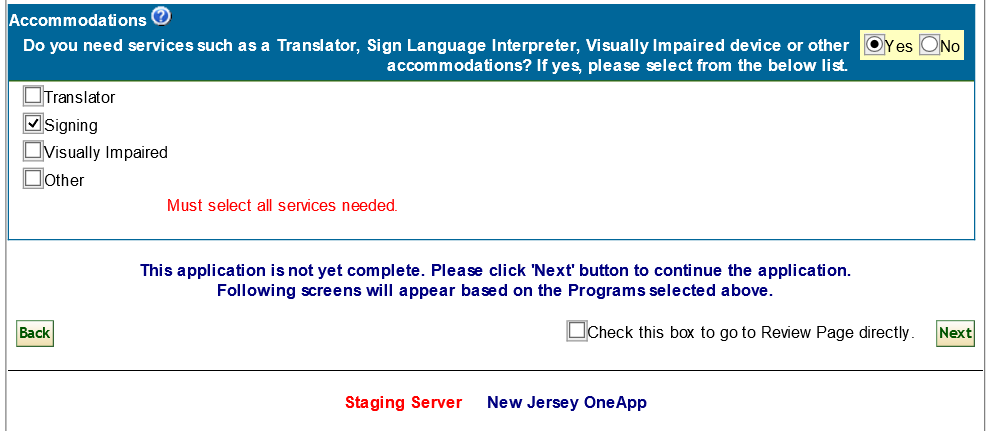 Accommodations ?
Do you need services such as a Translator, Sign Language Interpreter, Visually Impaired device or other Yes No
accommodations? If yes, please select from the below list.
Translator
Signing
Visually Impaired
Other
Must select all services needed.
This application is not yet complete. Please click 'Next' button to continue the application.
Following screens will appear based on the Programs selected above.
Back Check this box to go to Review Page directly. Next
Staging Server New Jersey OneApp